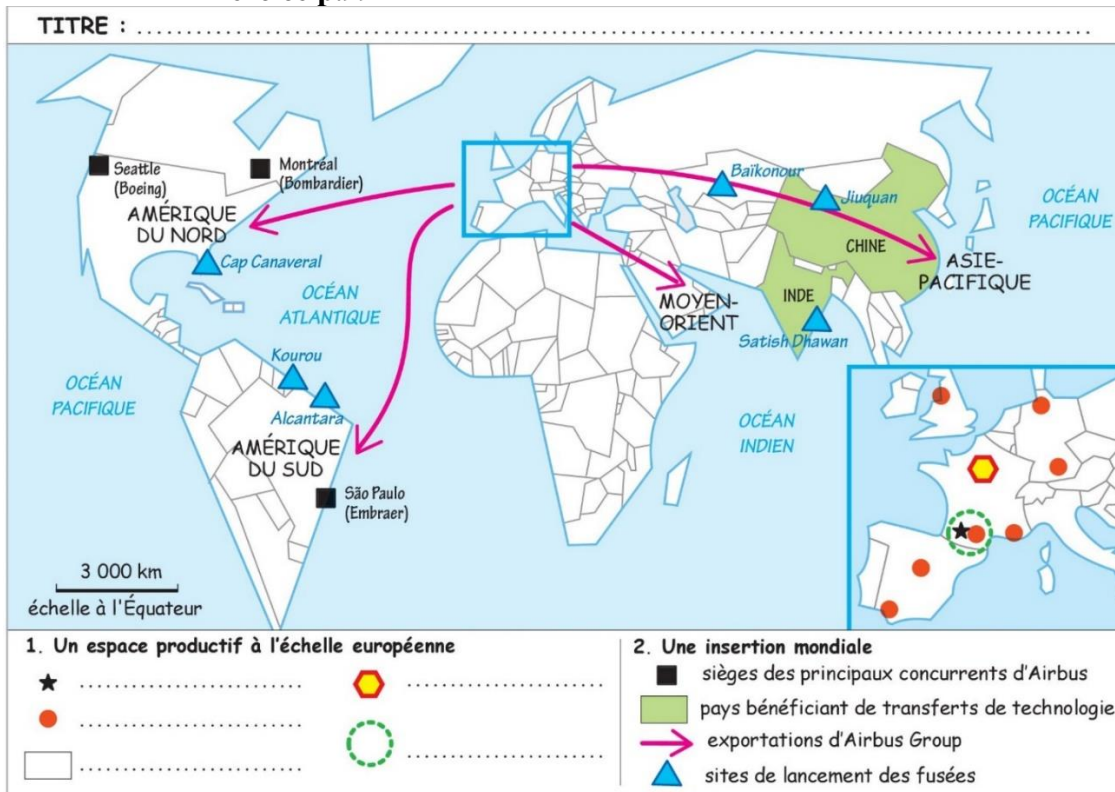 TITRE : ..........................................................................................
Seattle
(Boeing)
Montréal
(Bombardier)
AMÉRIQUE
DU NORD
Cap Canaveral
OCÉAN
ATLANTIQUE
OCÉAN
PACIFIQUE
Kourou
Alcantara
AMÉRIQUE
DU SUD
São Paulo
(Embraer)
Baïkonour
Jiuquan
CHINE
INDE
ASIE-
PACIFIQUE
MOYEN-
ORIENT
Satish Dhawan
OCÉAN
PACIFIQUE
OCÉAN
INDIEN
3 000 km
échelle à l'Équateur
1. Un espace productif à l'échelle européenne
..............................
..............................
..............................
..............................
..............................
2. Une insertion mondiale
sièges des principaux concurrents d'Airbus
pays bénéficiant de transferts de technologie
exportations d'Airbus Group
sites de lancement des fusées